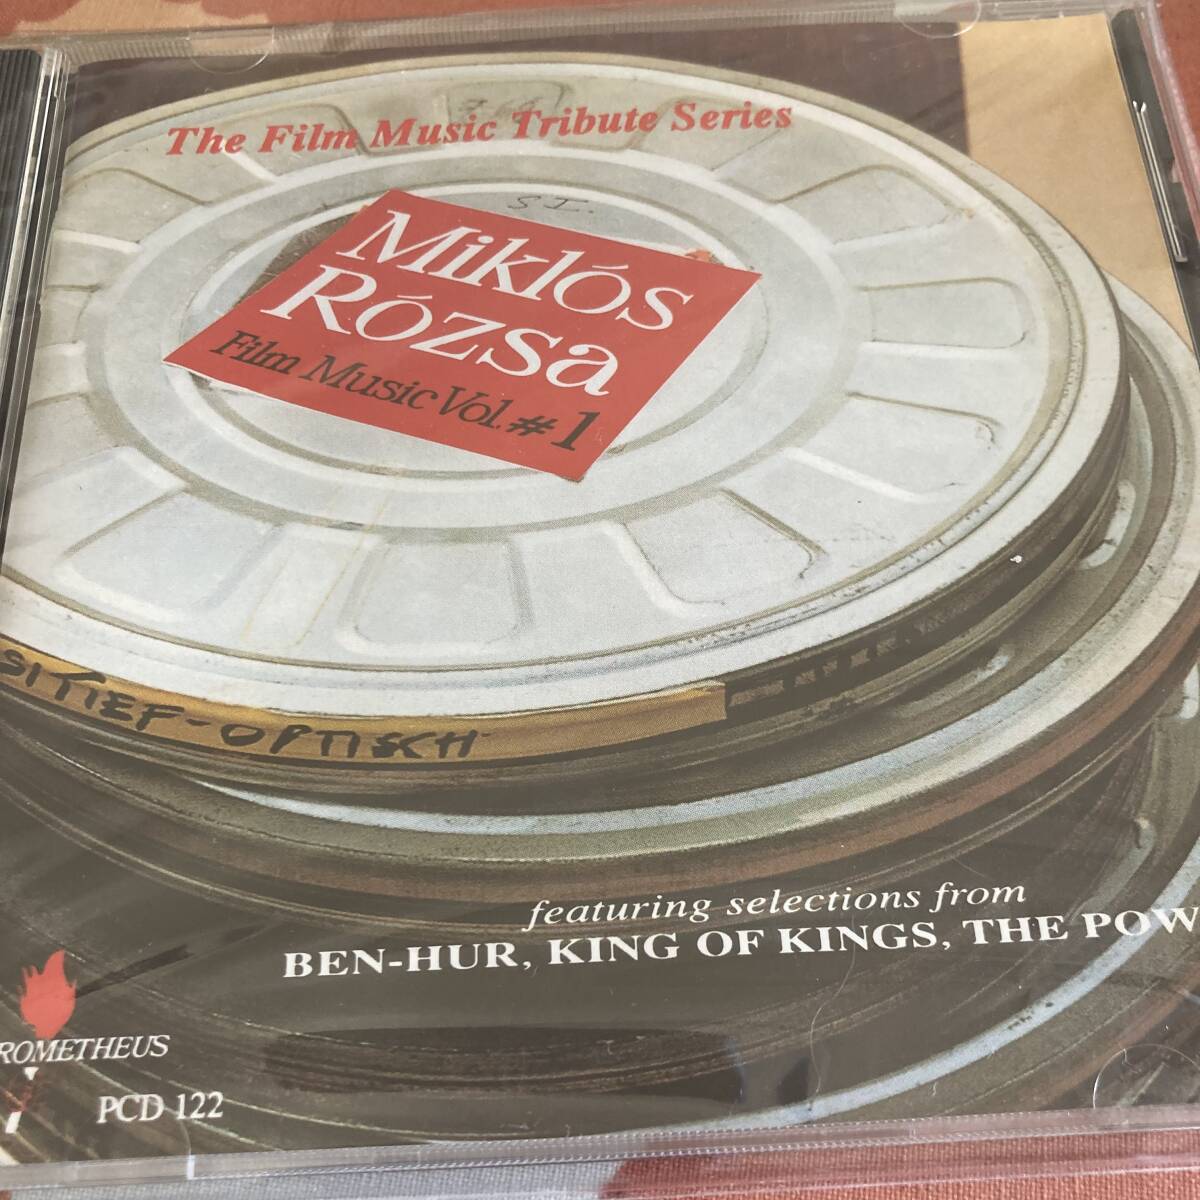 The Film Music Tribute Series
S I.
Miklós
Rózsa
Film Music Vol. #1
SITIEF-OPTISCH
featuring selections from
BEN-HUR, KING OF KINGS, THE POW
ROMETHEUS
PCD 122